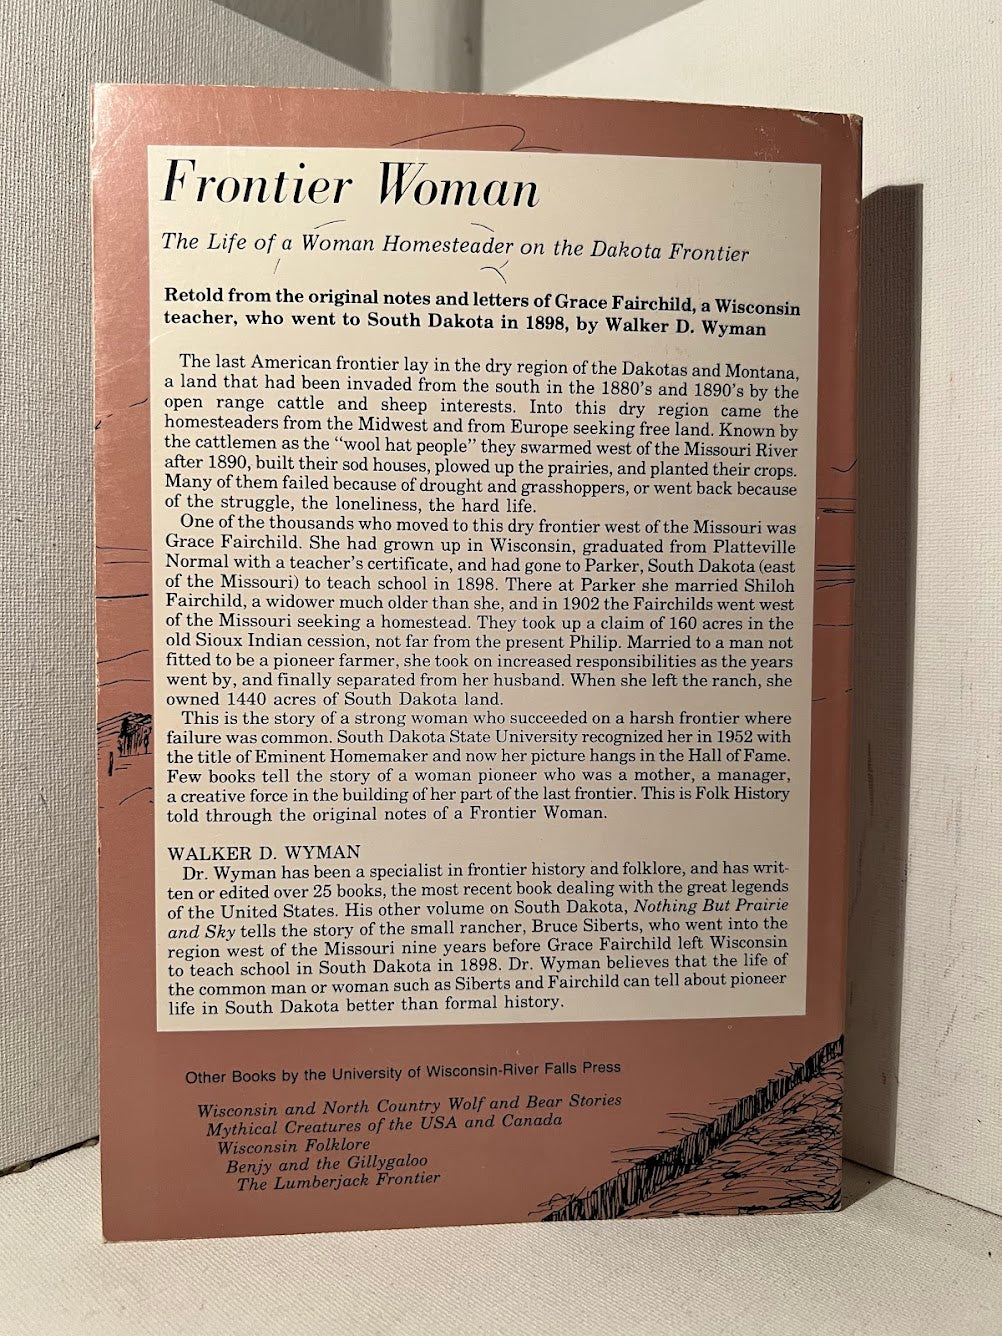 Frontier Woman
The Life of a Woman Homesteader on the Dakota Frontier
Retold from the original notes and letters of Grace Fairchild, a Wisconsin
teacher, who went to South Dakota in 1898, by Walker D. Wyman
The last American frontier lay in the dry region of the Dakotas and Montana,
a land that had been invaded from the south in the 1880's and 1890's by the
open range cattle and sheep interests. Into this dry region came the
homesteaders from the Midwest and from Europe seeking free land. Known by
the cattlemen as the "wool hat people" they swarmed west of the Missouri River
after 1890, built their sod houses, plowed up the prairies, and planted their crops.
Many of them failed because of drought and grasshoppers, or went back because
of the struggle, the loneliness, the hard life.
One of the thousands who moved to this dry frontier west of the Missouri was
Grace Fairchild. She had grown up in Wisconsin, graduated from Platteville
Normal with a teacher's certificate, and had gone to Parker, South Dakota (east
of the Missouri) to teach school in 1898. There at Parker she married Shiloh
Fairchild, a widower much older than she, and in 1902 the Fairchilds went west
of the Missouri seeking a homestead. They took up a claim of 160 acres in the
old Sioux Indian cession, not far from the present Philip. Married to a man not
fitted to be a pioneer farmer, she took on increased responsibilities as the years
went by, and finally separated from her husband. When she left the ranch, she
owned 1440 acres of South Dakota land.
This is the story of a strong woman who succeeded on a harsh frontier where
failure was common. South Dakota State University recognized her in 1952 with
the title of Eminent Homemaker and now her picture hangs in the Hall of Fame.
Few books tell the story of a woman pioneer who was a mother, a manager,
a creative force in the building of her part of the last frontier. This is Folk History
told through the original notes of a Frontier Woman.
WALKER D. WYMAN
Dr. Wyman has been a specialist in frontier history and folklore, and has writ-
ten or edited over 25 books, the most recent book dealing with the great legends
of the United States. His other volume on South Dakota, Nothing But Prairie
and Sky tells the story of the small rancher, Bruce Siberts, who went into the
region west of the Missouri nine years before Grace Fairchild left Wisconsin
to teach school in South Dakota in 1898. Dr. Wyman believes that the life of
the common man or woman such as Siberts and Fairchild can tell about pioneer
life in South Dakota better than formal history.
Other Books by the University of Wisconsin-River Falls Press
Wisconsin and North Country Wolf and Bear Stories
Mythical Creatures of the USA and Canada
Wisconsin Folklore
Benjy and the Gillygaloo
The Lumberjack Frontier